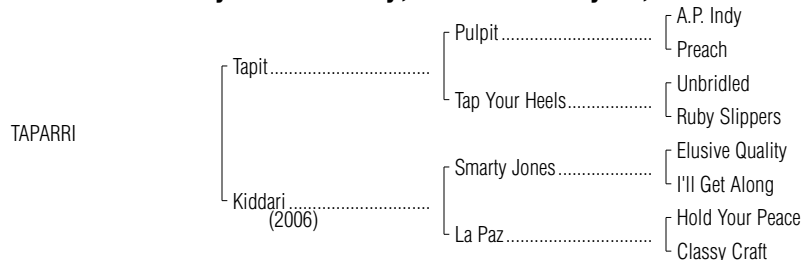 A.P. Indy
Pulpit
Preach
Tapit
Unbridled
Tap Your Heels
Ruby Slippers
TAPARRI
Elusive Quality
Smarty Jones
I'll Get Along
Kiddari
(2006)
Hold Your Peace
La Paz
Classy Craft